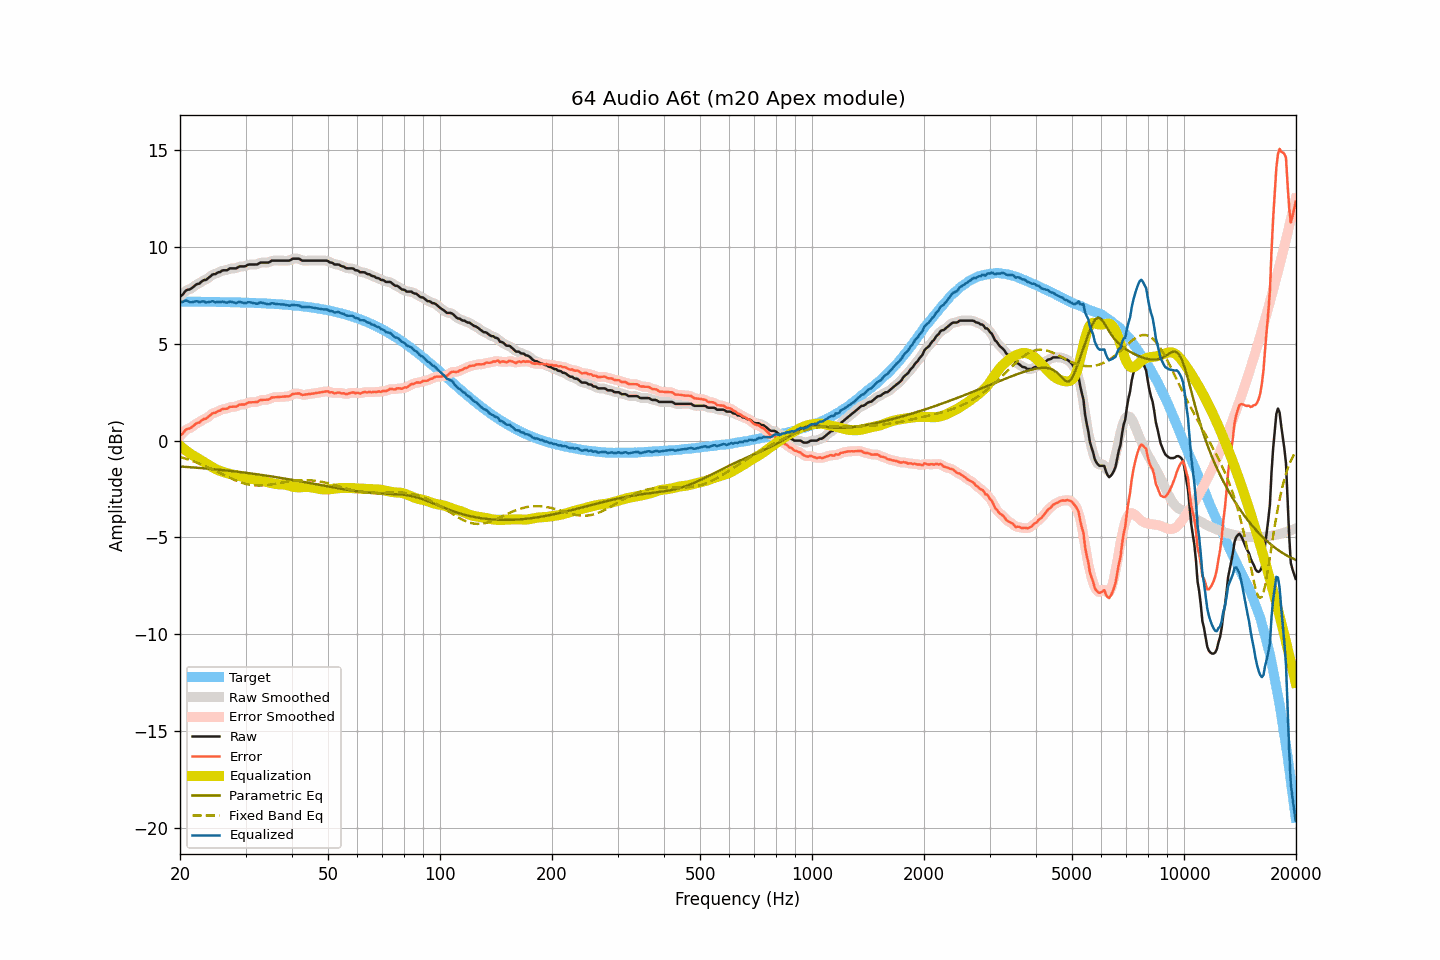 64 Audio A6t (m20 Apex module)
15
10
5
0
−5
−10
−15
−20
Amplitude (dBr)
Target
Raw Smoothed
Error Smoothed
Raw
Error
Equalization
Parametric Eq
Fixed Band Eq
Equalized
20 50 100 200 500 1000 2000 5000 10000 20000
Frequency (Hz)